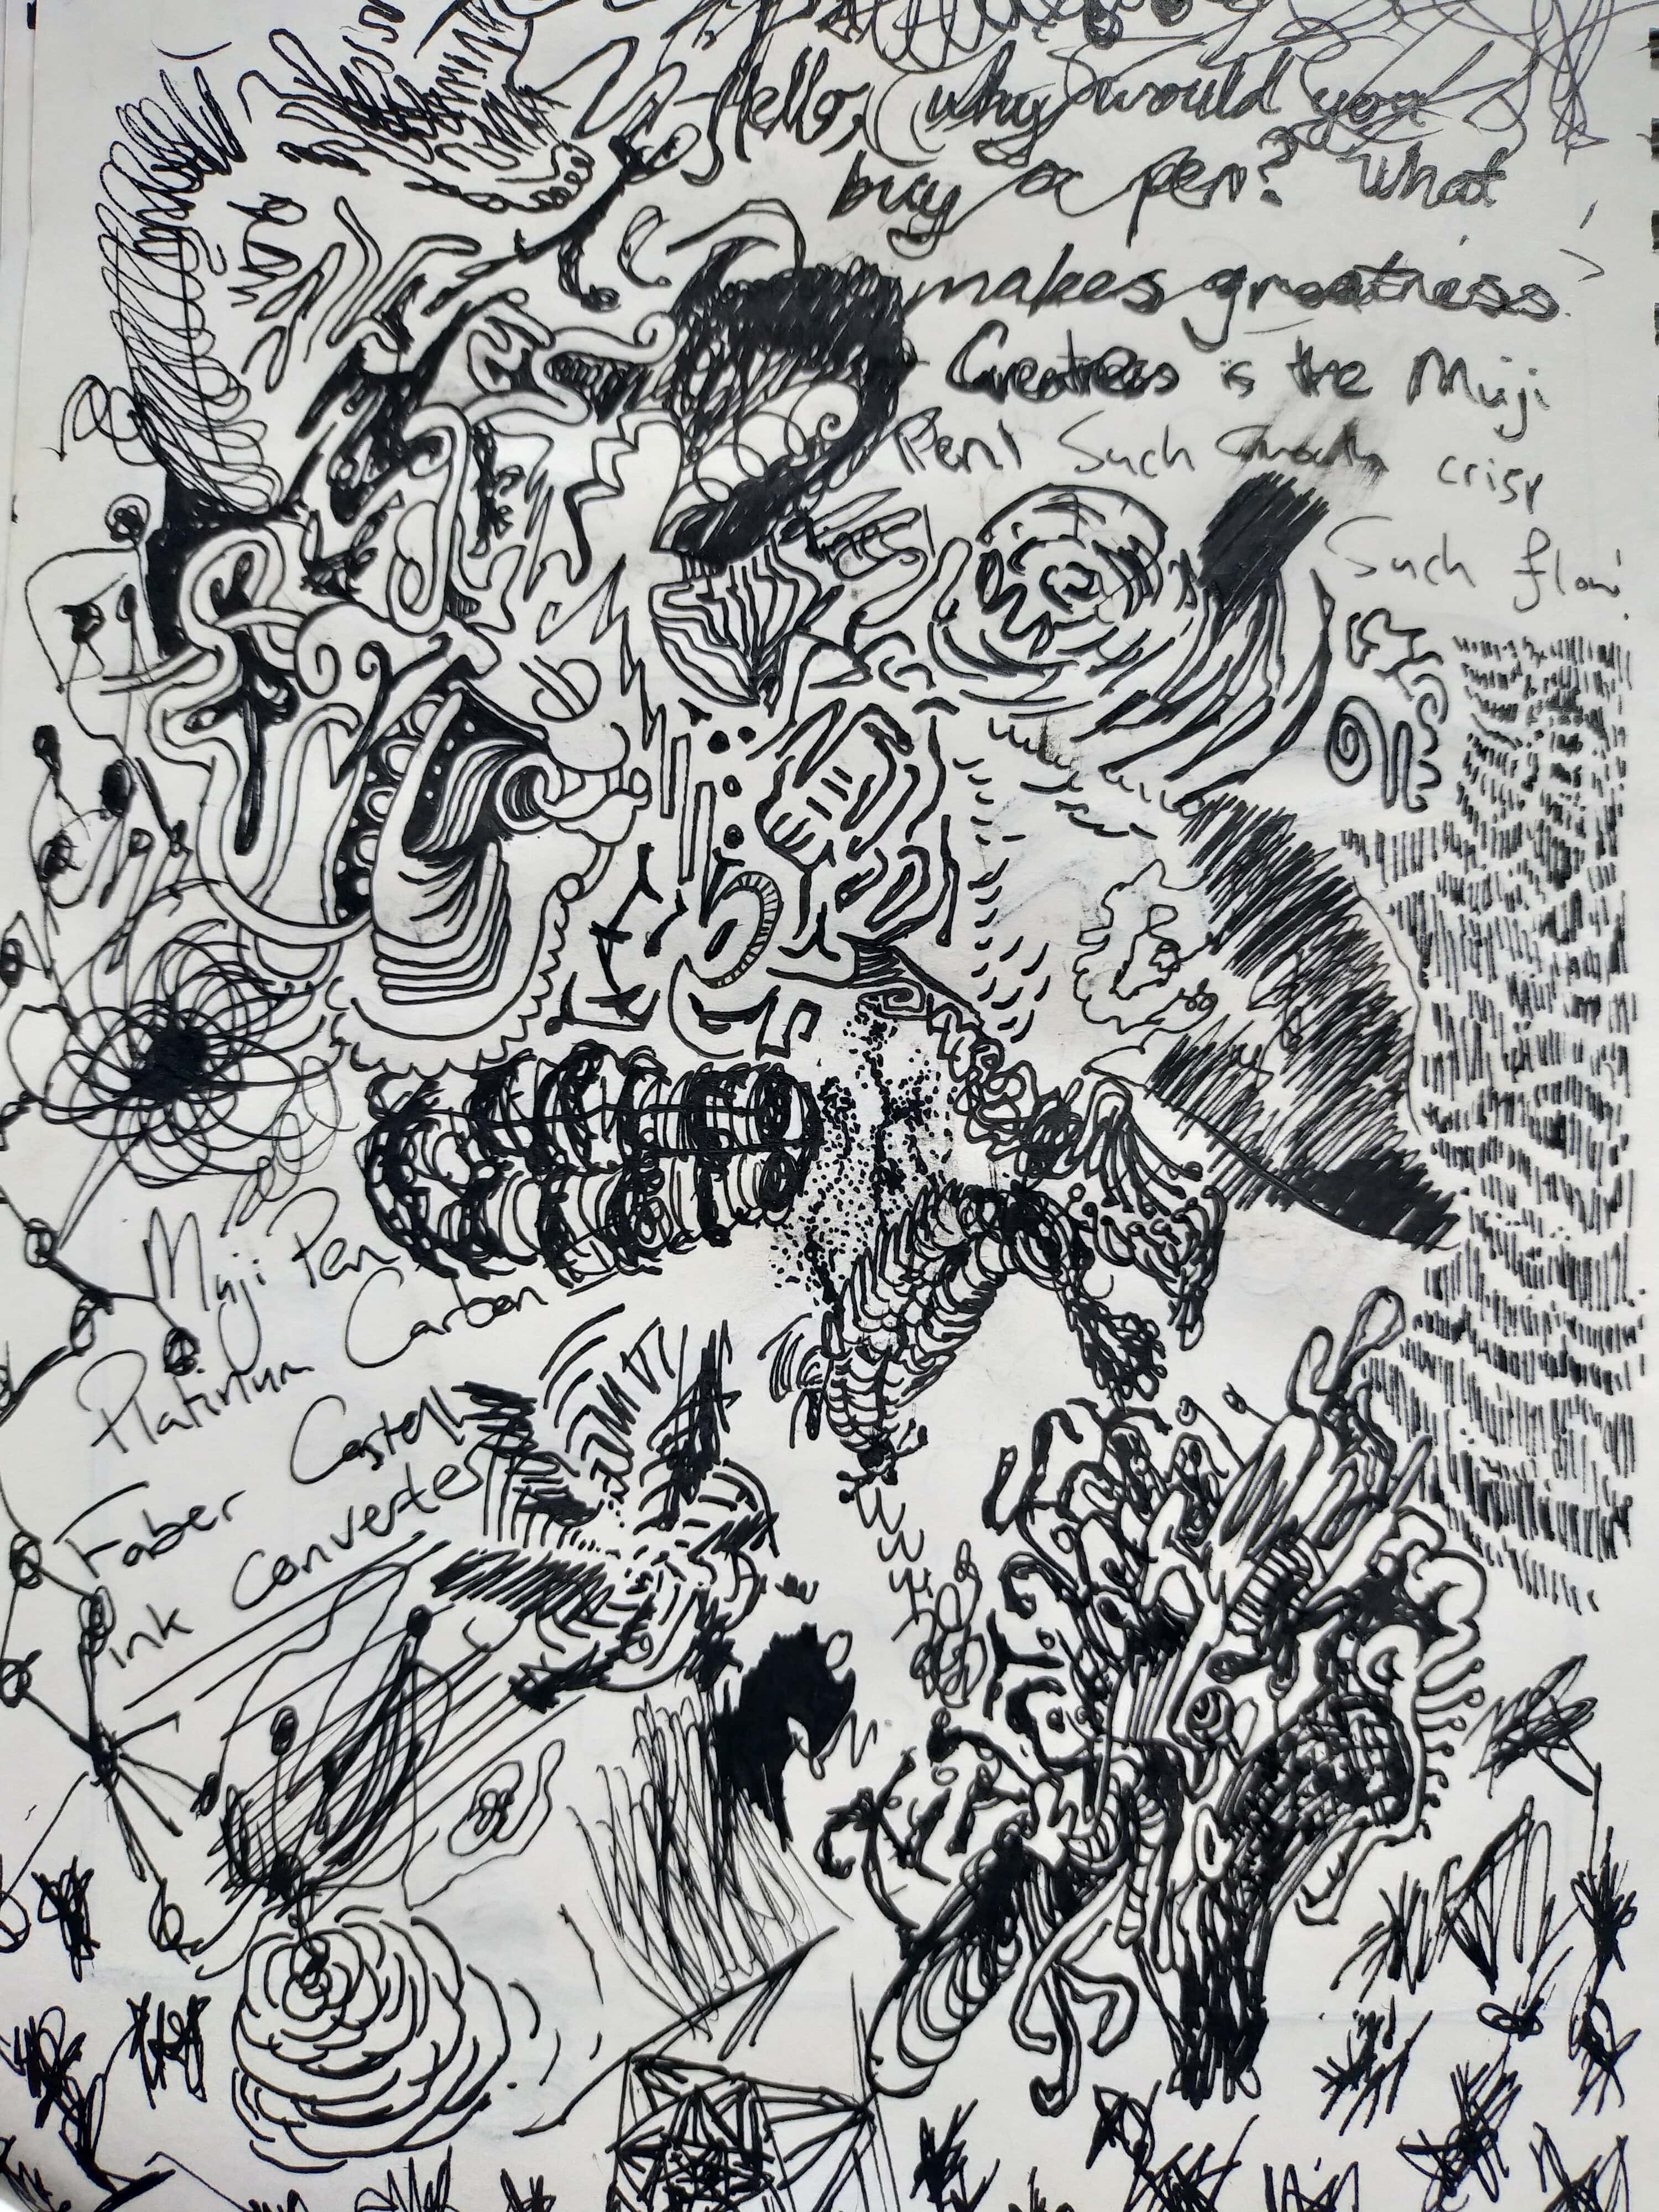 Hello, why would you
buy a pen? What
makes greatness.
Greatness is the Muji
Pen! Such crisp
Such flow!
Muji Pen
Platinum Carbon Ink
Faber Castell
ink converter